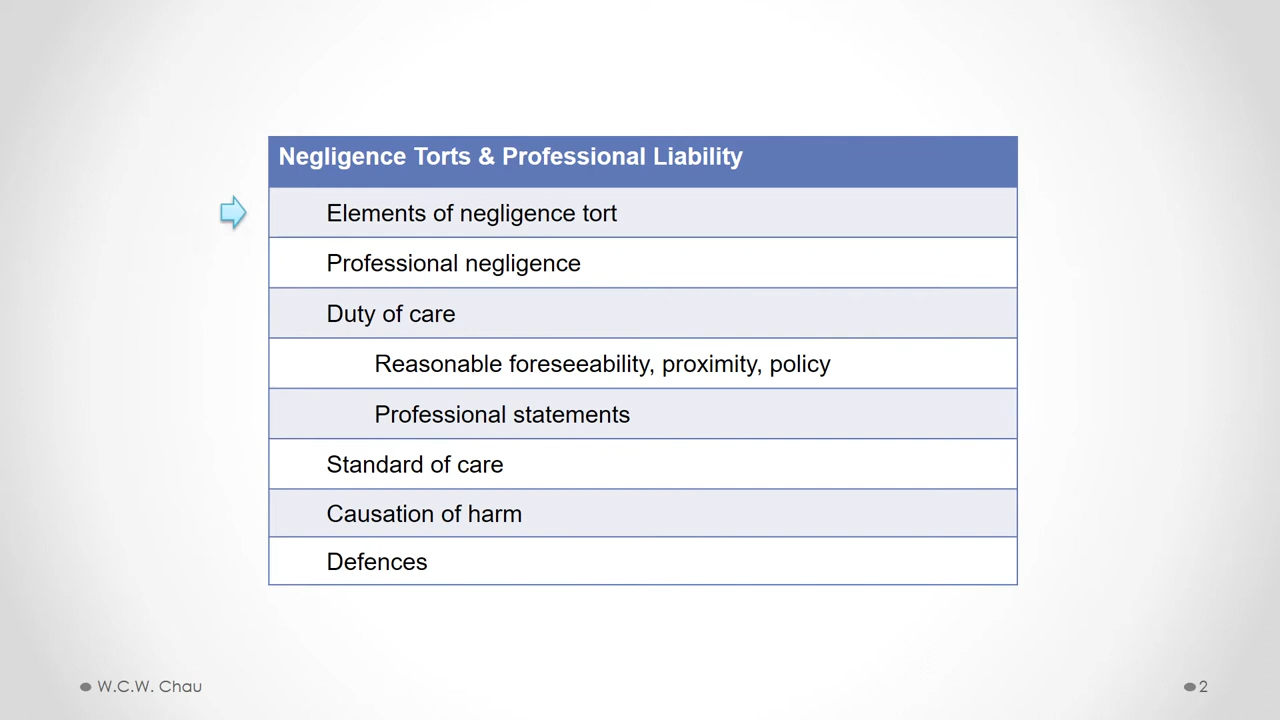 Negligence Torts & Professional Liability
Elements of negligence tort
Professional negligence
Duty of care
Reasonable foreseeability, proximity, policy
Professional statements
Standard of care
Causation of harm
Defences
W.C.W. Chau
2